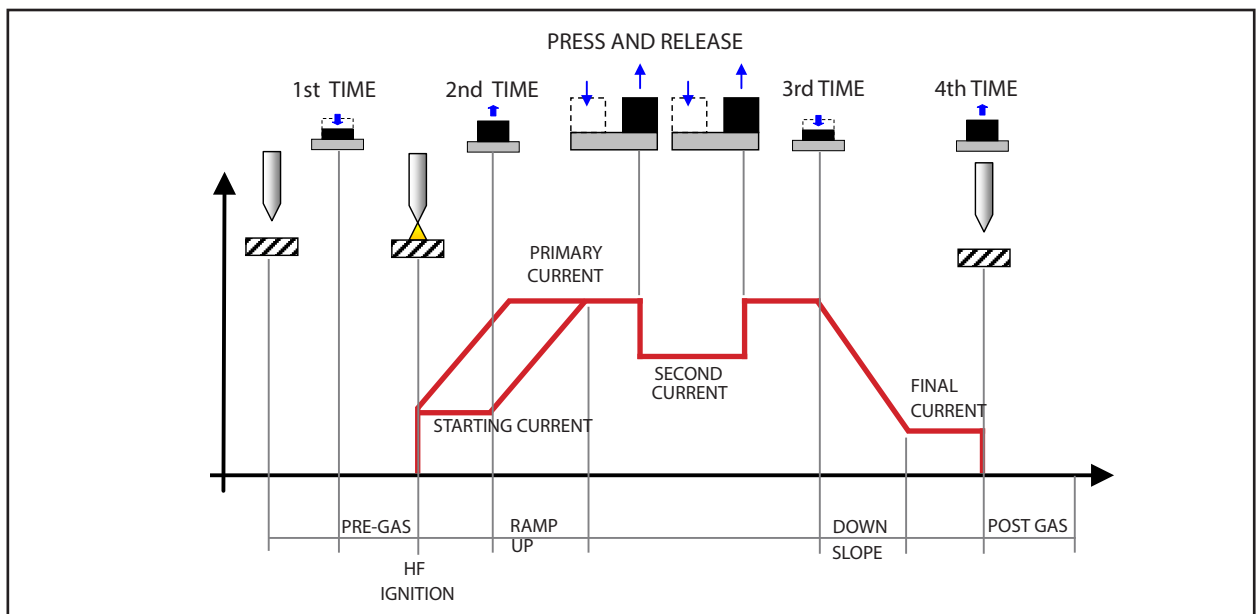 PRESS AND RELEASE
1st TIME
2nd TIME
3rd TIME
4th TIME
PRIMARY
CURRENT
SECOND
CURRENT
FINAL
CURRENT
STARTING CURRENT
PRE-GAS
RAMP
UP
DOWN
SLOPE
POST GAS
HF
IGNITION